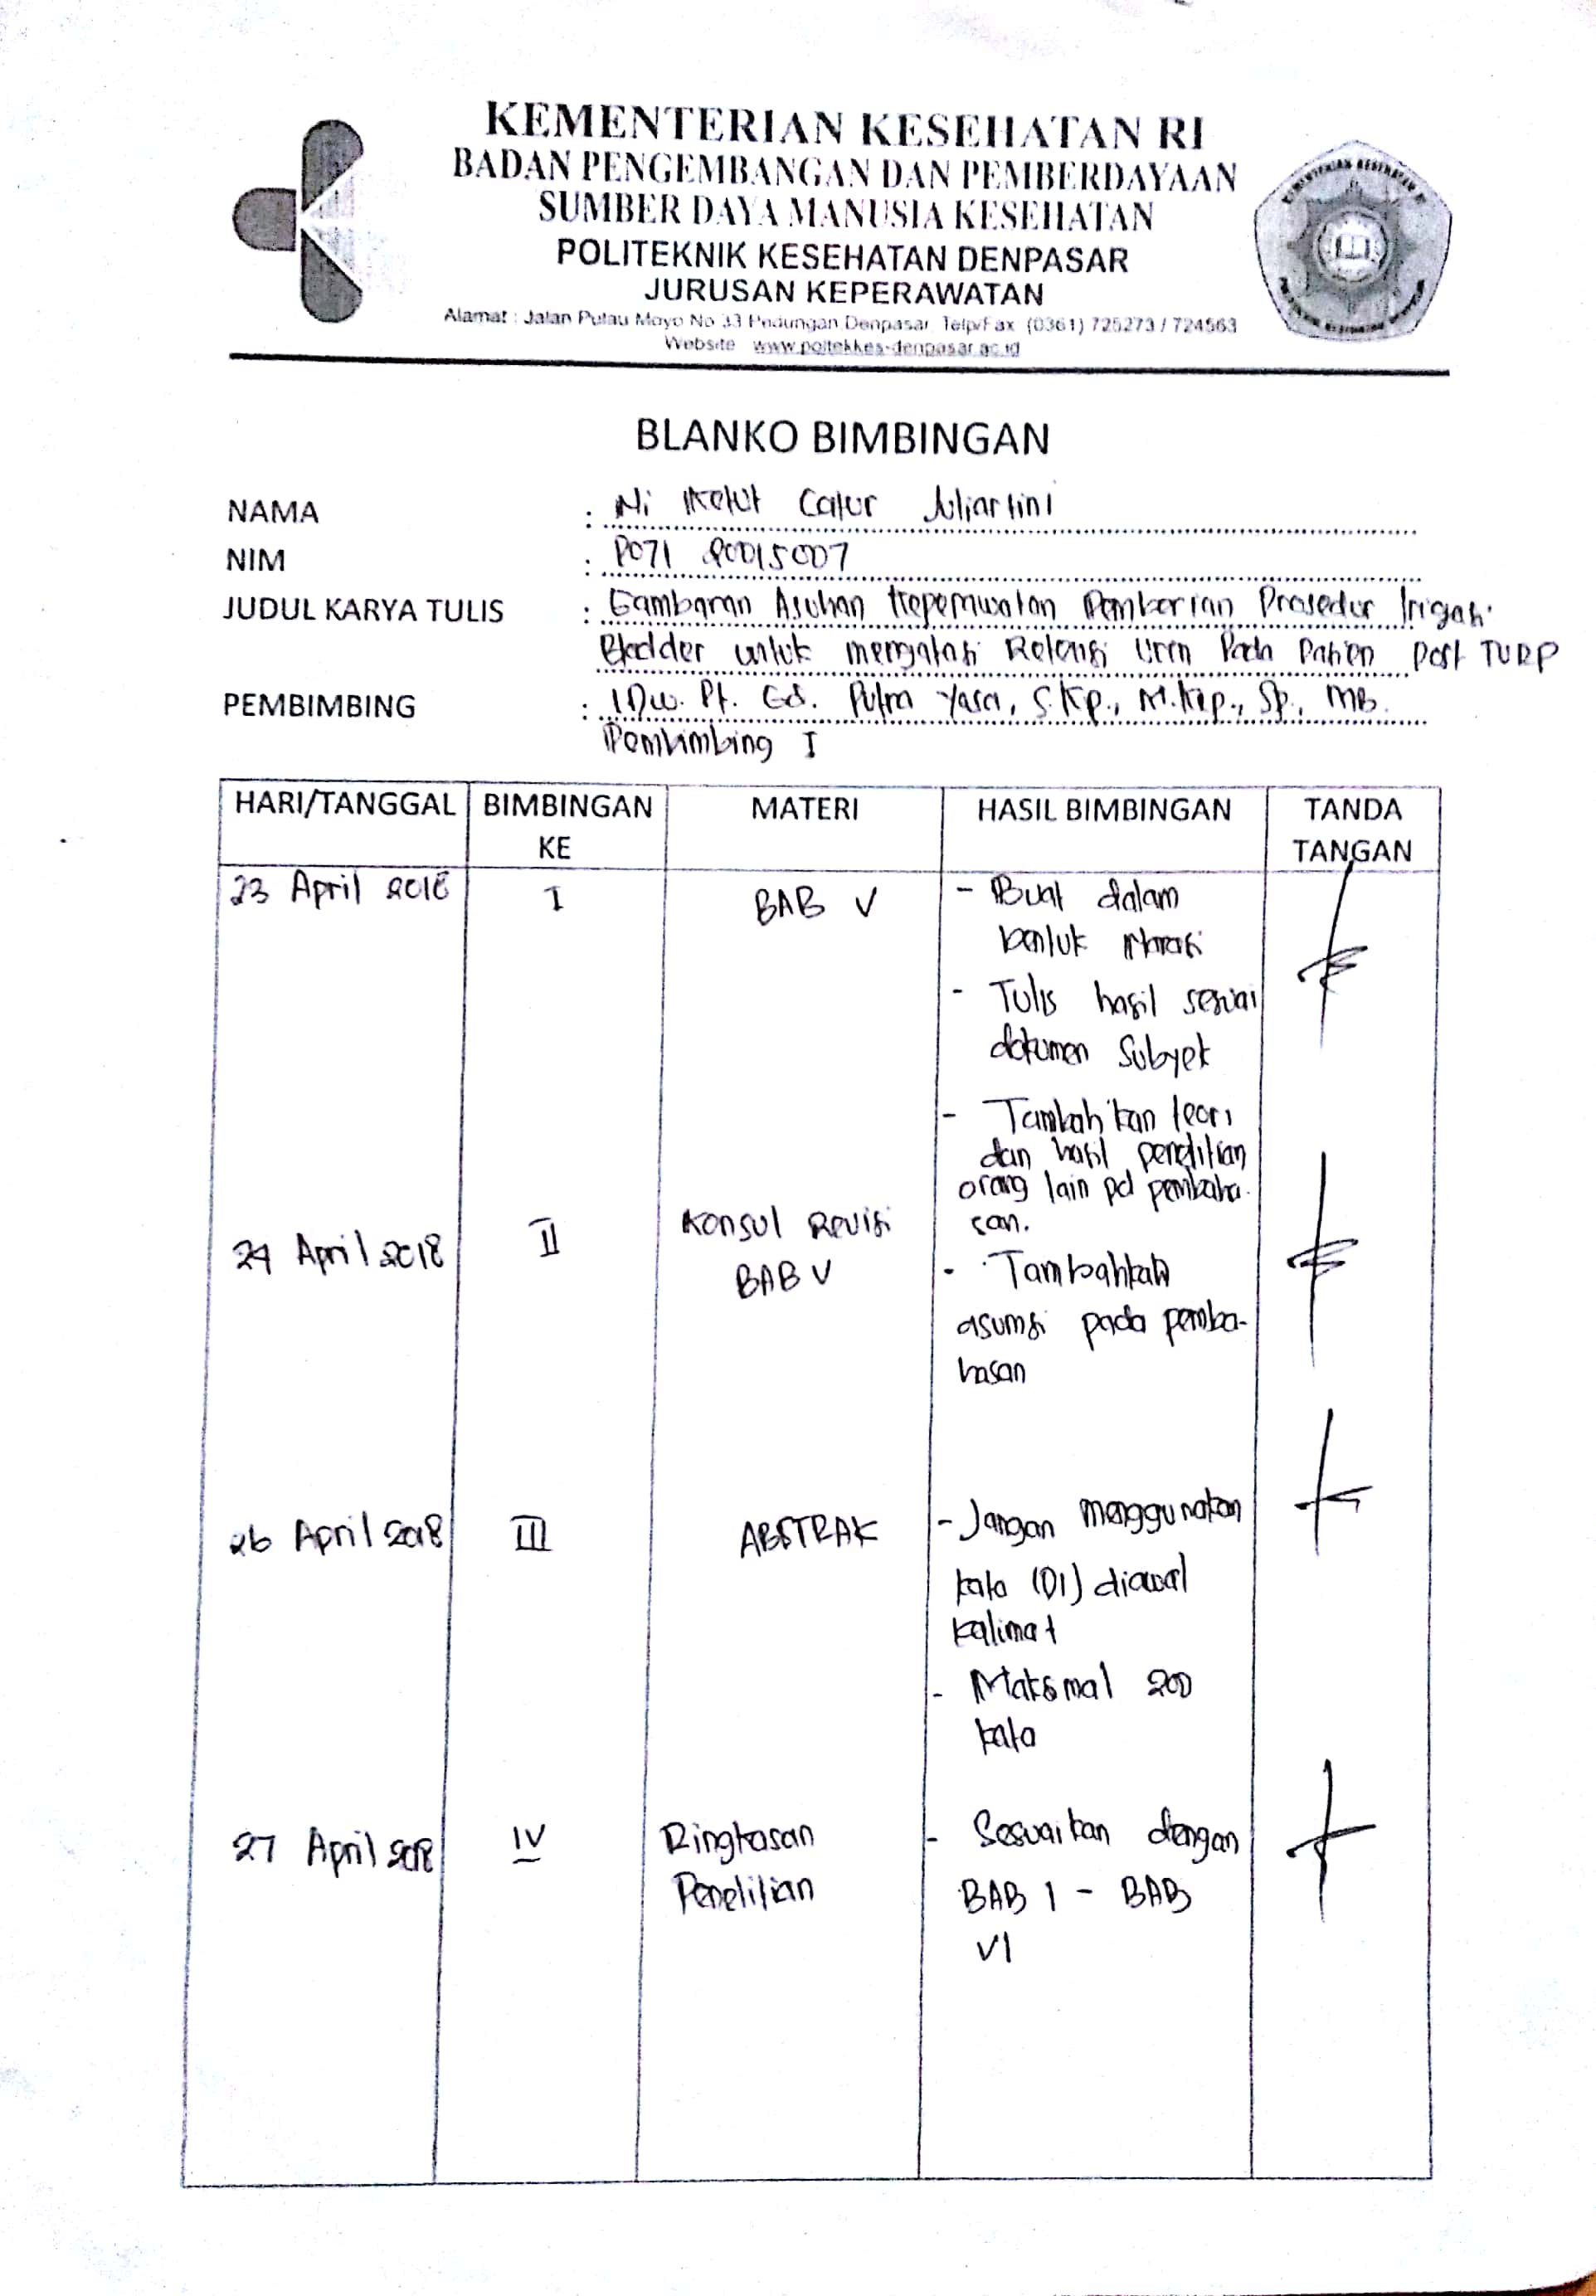 KEMENTERIAN KESEHATAN RI
BADAN PENGEMBANGAN DAN PEMBERDAYAAN
SUMBER DAYA MANUSIA KESEHATAN
POLITEKNIK KESEHATAN DENPASAR
JURUSAN KEPERAWATAN
Alamat : Jalan Pulau Moyo No 33 Pedungan, Denpasar Telp/Fax (0361) 725273 / 724563
Website www.poltekkes-denpasar.ac.id
BLANKO BIMBINGAN
NAMA : Ni Ketut Catur Juliartini
NIM : P071 20015007
JUDUL KARYA TULIS : Gambaran Asuhan Keperawatan Pemberian Prosedur Irigasi
Bladder untuk mengatasi Retensi Urin Pada Pasien post TURP
PEMBIMBING : I Dw. Pt. Gd. Putra Yasa, S.Kp., M.Kep., Sp., MB.
Pembimbing I
HARI/TANGGAL BIMBINGAN KE MATERI HASIL BIMBINGAN TANDA TANGAN
23 April 2018 I BAB V - Buat dalam
bentuk Narasi
- Tulis hasil sesuai
dokumen Subyek
- Tambahkan teori
dan hasil penelitian
orang lain pd pembaha-
san.
24 April 2018 II Konsul Revisi
BAB V
- Tambahkan
asumsi pada pemba-
hasan
26 April 2018 III ABSTRAK - Jangan menggunakan
kata (DI) diawal
kalimat
- Maksmal 200
kata
27 April 2018 IV Ringkasan
Penelitian
- Sesuaikan dengan
BAB I - BAB
VI